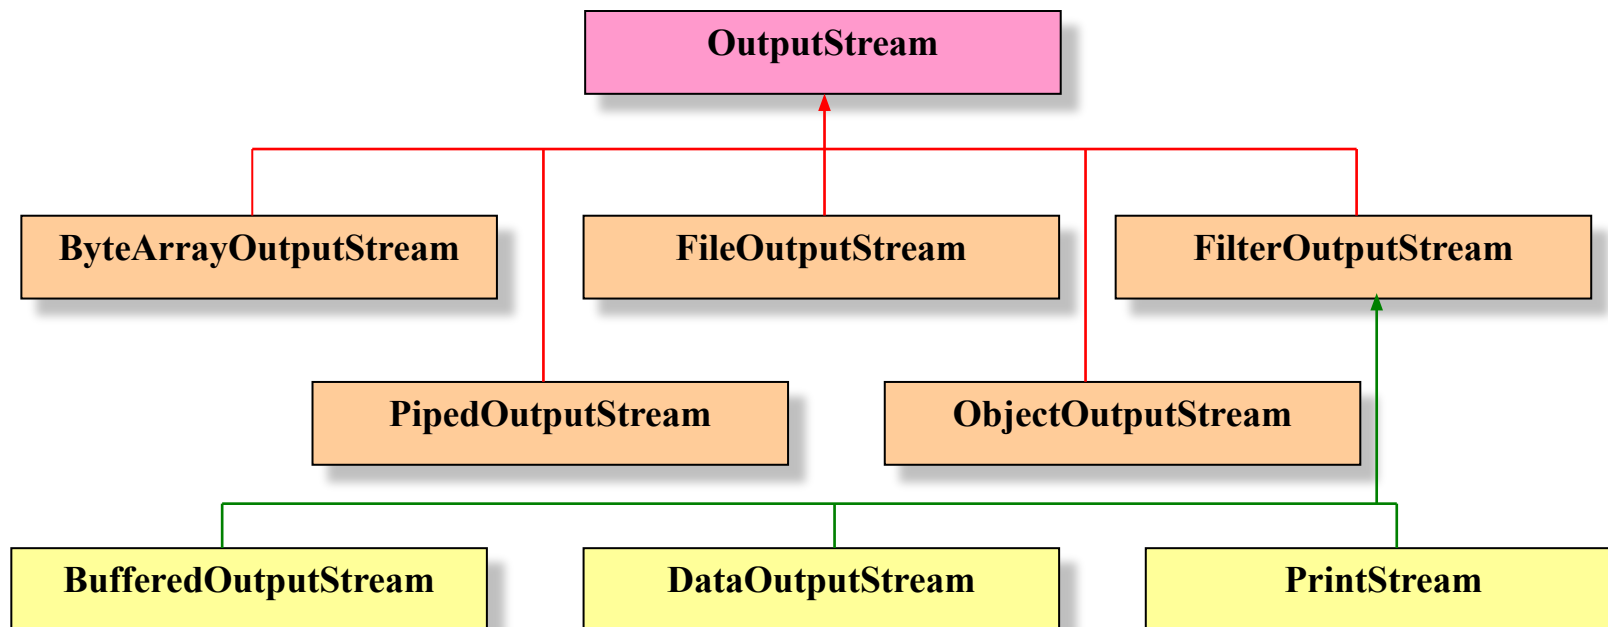 OutputStream
ByteArrayOutputStream
FileOutputStream
FilterOutputStream
PipedOutputStream
ObjectOutputStream
BufferedOutputStream
DataOutputStream
PrintStream